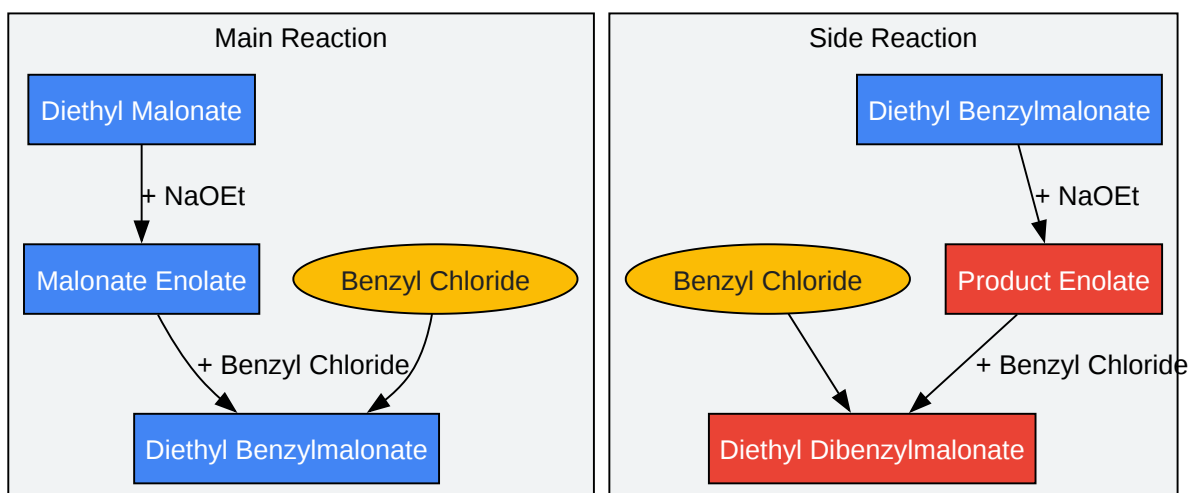 Main Reaction
Diethyl Malonate
+ NaOEt
Malonate Enolate
Benzyl Chloride
+ Benzyl Chloride
Diethyl Benzylmalonate
Side Reaction
Diethyl Benzylmalonate
+ NaOEt
Benzyl Chloride
Product Enolate
+ Benzyl Chloride
Diethyl Dibenzylmalonate